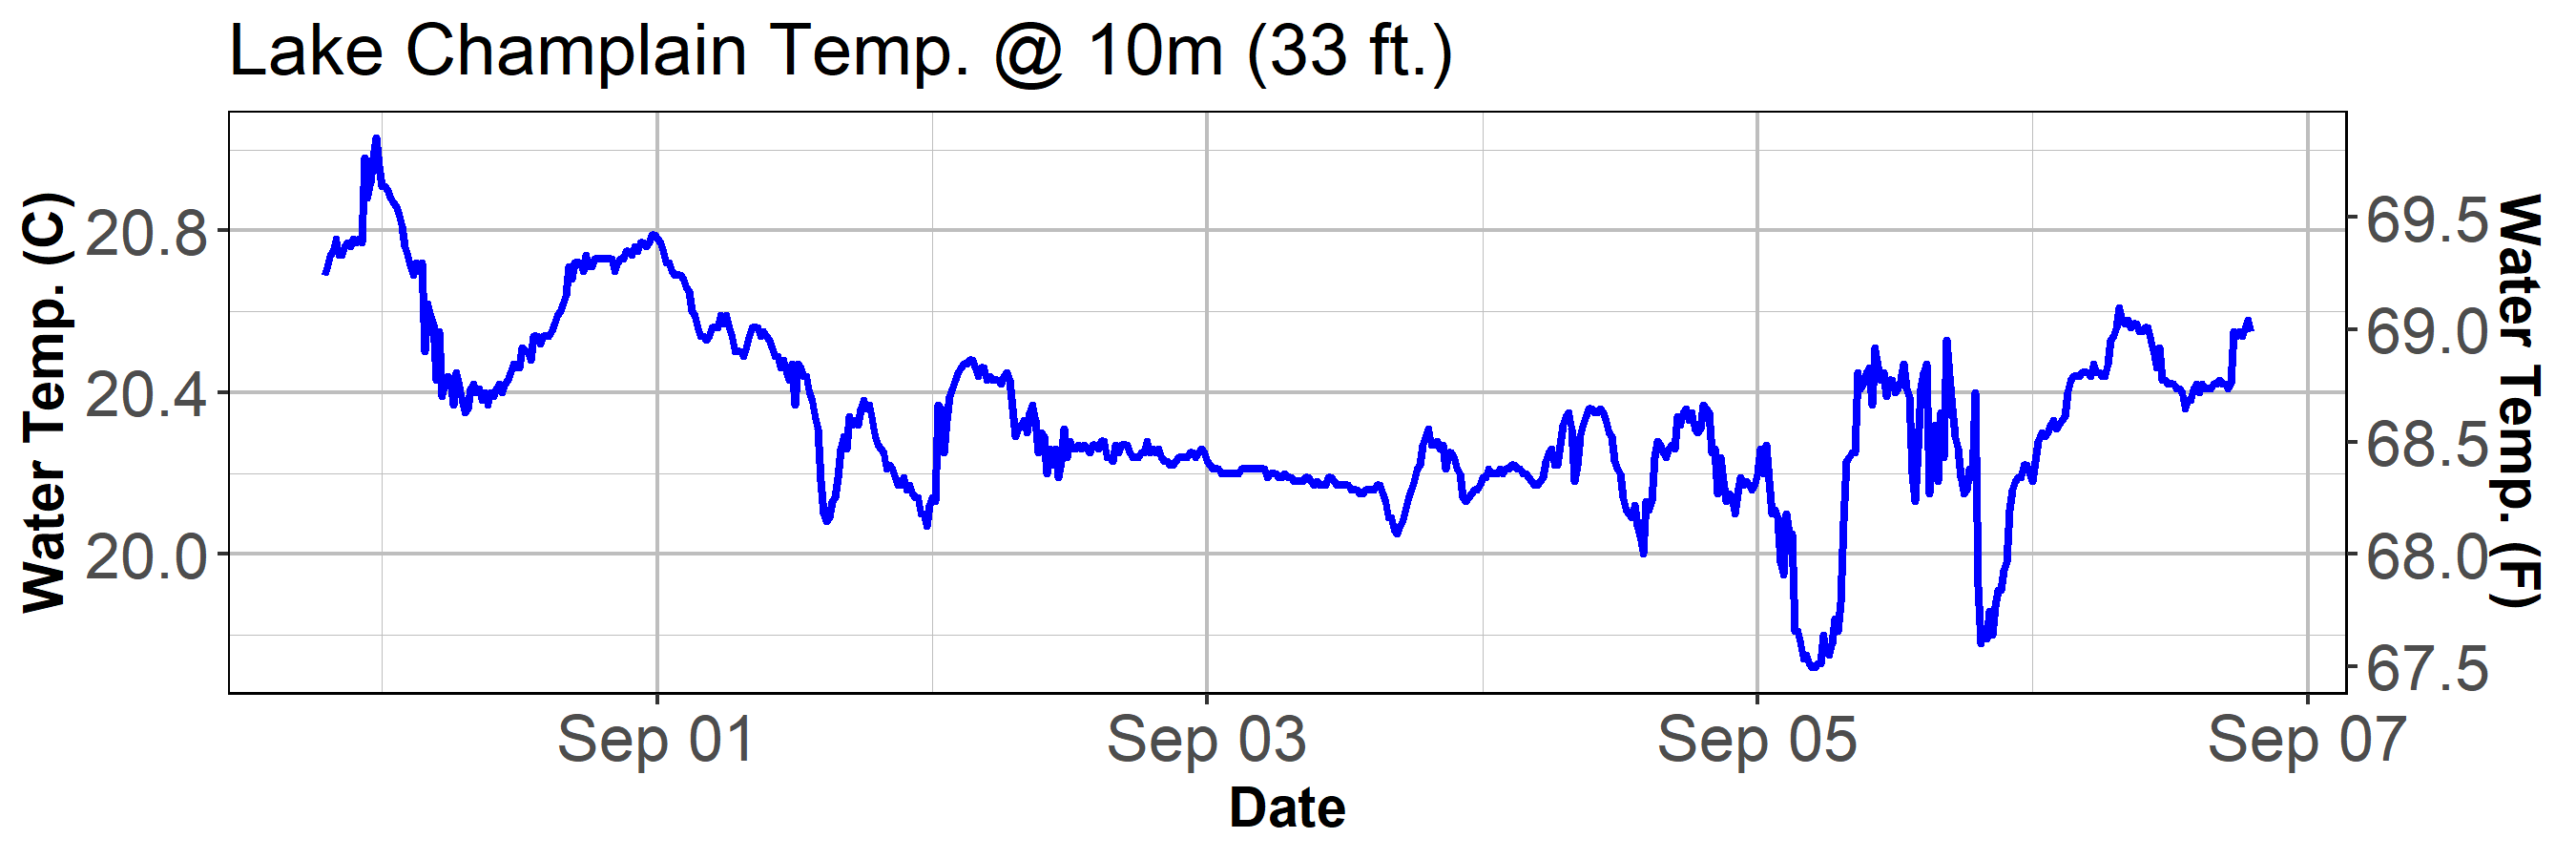 Lake Champlain Temp. @ 10m (33 ft.)
Water Temp. (C)
20.8
20.4
20.0
69.5
69.0
68.5
68.0
67.5
Water Temp. (F)
Sep 01
Sep 03
Sep 05
Sep 07
Date